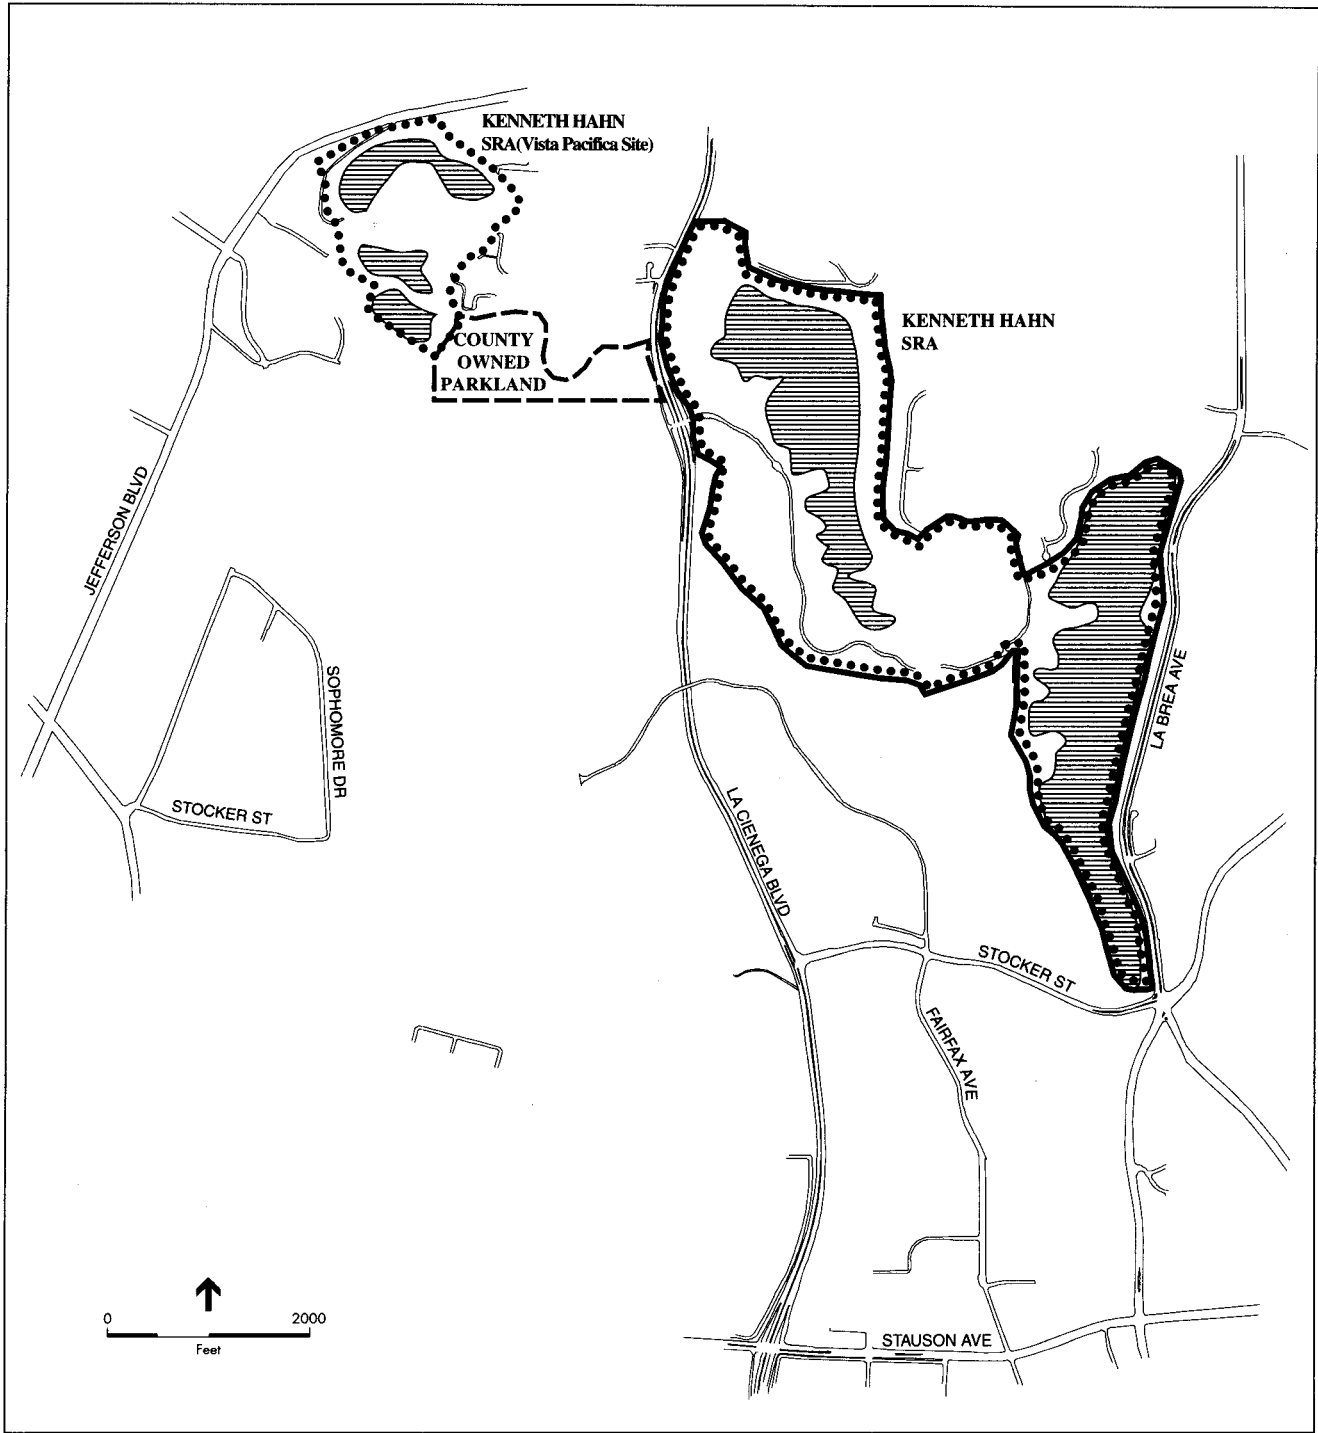 KENNETH HAHN
SRA(Vista Pacifica Site)
KENNETH HAHN
SRA
COUNTY
OWNED
PARKLAND
JEFFERSON BLVD
SOPHOMORE DR
STOCKER ST
LA BREA AVE
LA CIENEGA BLVD
STOCKER ST
FAIRFAX AVE
STAUSON AVE
0 2000
Feet